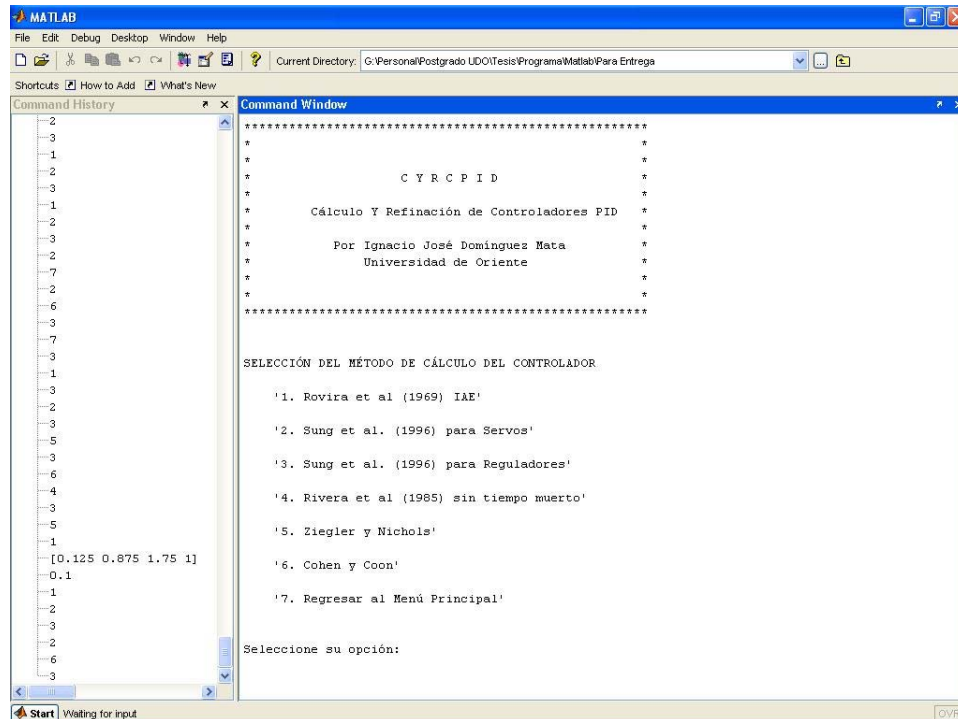 MATLAB
File Edit Debug Desktop Window Help
Current Directory: G:\Personal\Postgrado UDO\Tesis\Programa\Matlab\Para Entrega
Shortcuts How to Add What's New
Command History
2
3
1
2
3
1
2
3
2
7
2
6
3
7
3
1
3
2
3
5
3
6
4
3
5
1
[0.125 0.875 1.75 1]
0.1
1
2
3
2
6
3
Command Window
******************************************************
* *
* *
* C Y R C P I D *
* *
* Cálculo Y Refinación de Controladores PID *
* *
* Por Ignacio José Domínguez Mata *
* Universidad de Oriente *
* *
* *
******************************************************
SELECCIÓN DEL MÉTODO DE CÁLCULO DEL CONTROLADOR
'1. Rovira et al (1969) IAE'
'2. Sung et al. (1996) para Servos'
'3. Sung et al. (1996) para Reguladores'
'4. Rivera et al (1985) sin tiempo muerto'
'5. Ziegler y Nichols'
'6. Cohen y Coon'
'7. Regresar al Menú Principal'
Seleccione su opción:
Start Waiting for input
OVR